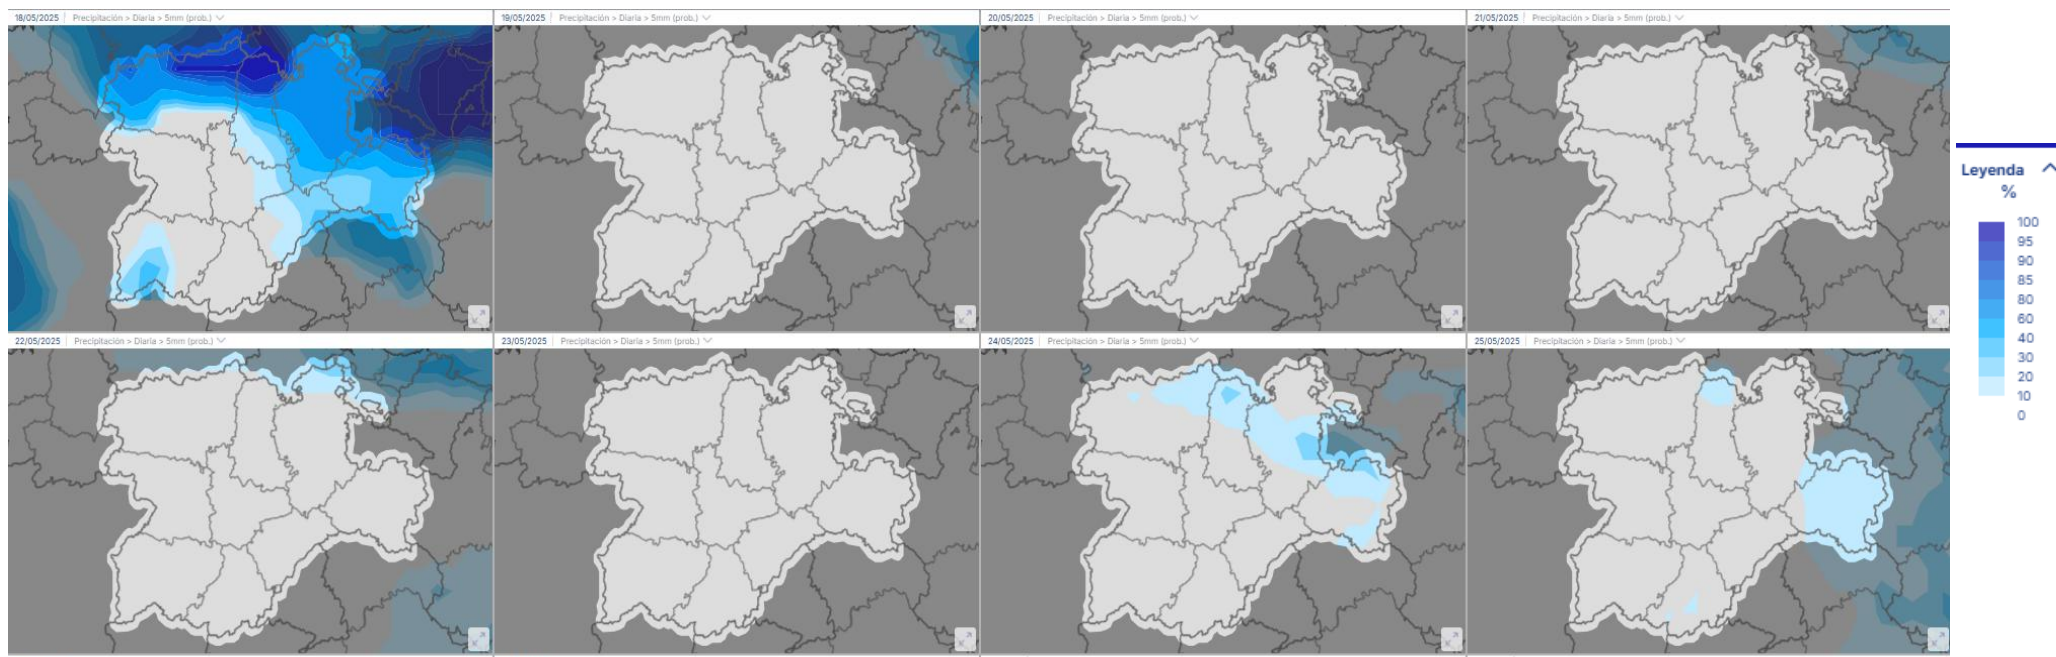 18/05/2025 Precipitación > Diaria > 5mm (prob.)
19/05/2025 Precipitación > Diaria > 5mm (prob.)
20/05/2025 Precipitación > Diaria > 5mm (prob.)
21/05/2025 Precipitación > Diaria > 5mm (prob.)
Leyenda
%
100
95
90
85
80
60
40
30
20
10
0
22/05/2025 Precipitación > Diaria > 5mm (prob.)
23/05/2025 Precipitación > Diaria > 5mm (prob.)
24/05/2025 Precipitación > Diaria > 5mm (prob.)
25/05/2025 Precipitación > Diaria > 5mm (prob.)